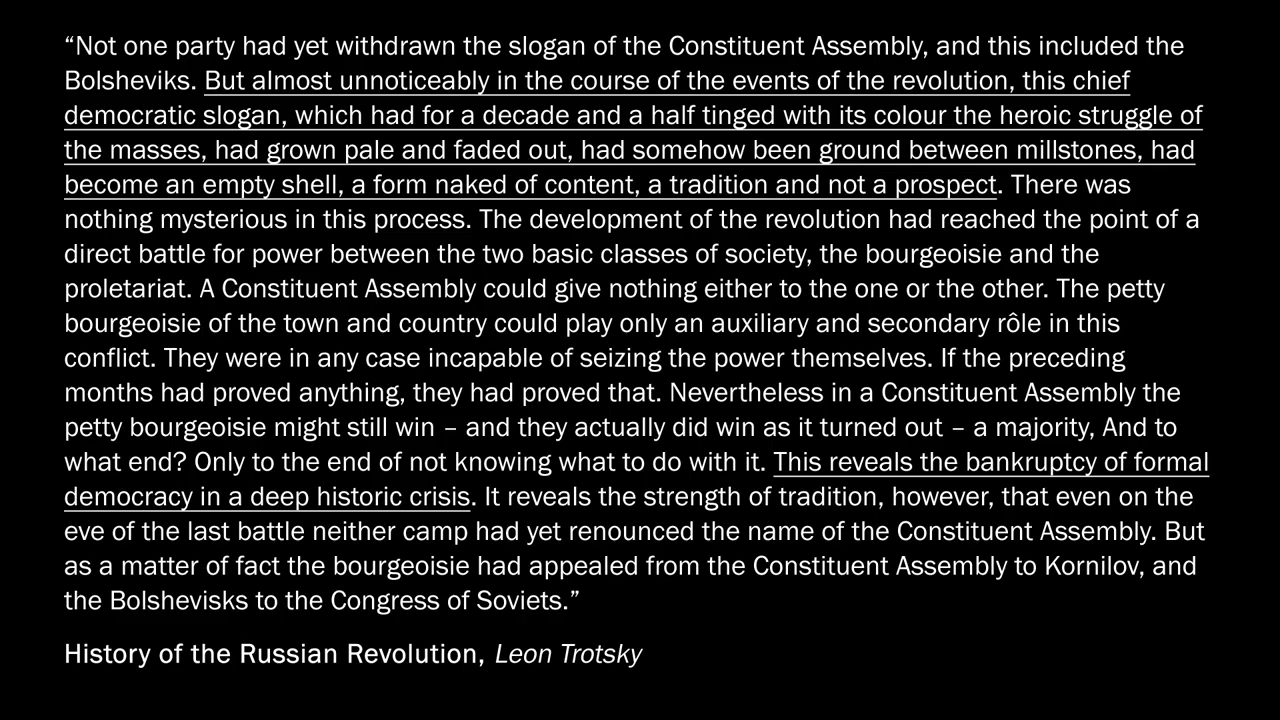 “Not one party had yet withdrawn the slogan of the Constituent Assembly, and this included the
Bolsheviks. But almost unnoticeably in the course of the events of the revolution, this chief
democratic slogan, which had for a decade and a half tinged with its colour the heroic struggle of
the masses, had grown pale and faded out, had somehow been ground between millstones, had
become an empty shell, a form naked of content, a tradition and not a prospect. There was
nothing mysterious in this process. The development of the revolution had reached the point of a
direct battle for power between the two basic classes of society, the bourgeoisie and the
proletariat. A Constituent Assembly could give nothing either to the one or the other. The petty
bourgeoisie of the town and country could play only an auxiliary and secondary rôle in this
conflict. They were in any case incapable of seizing the power themselves. If the preceding
months had proved anything, they had proved that. Nevertheless in a Constituent Assembly the
petty bourgeoisie might still win – and they actually did win as it turned out – a majority, And to
what end? Only to the end of not knowing what to do with it. This reveals the bankruptcy of formal
democracy in a deep historic crisis. It reveals the strength of tradition, however, that even on the
eve of the last battle neither camp had yet renounced the name of the Constituent Assembly. But
as a matter of fact the bourgeoisie had appealed from the Constituent Assembly to Kornilov, and
the Bolshevisks to the Congress of Soviets.”
History of the Russian Revolution, Leon Trotsky